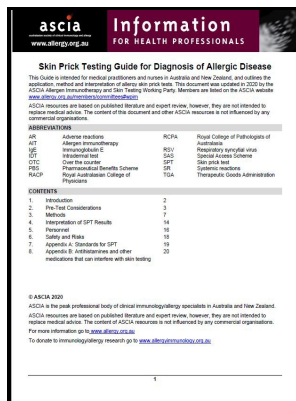 ascia
www.allergy.org.au
Information
FOR HEALTH PROFESSIONALS
Skin Prick Testing Guide for Diagnosis of Allergic Disease
This Guide is intended for medical practitioners and nurses in Australia and New Zealand, and outlines the
application, method and interpretation of allergy skin prick tests. This document was updated in 2020 by the
ASCIA Allergen Immunotherapy and Skin Testing Working Party. Members are listed on the ASCIA website
www.allergy.org.au/members/committees#wpim
ASCIA resources are based on published literature and expert review, however, they are not intended to
replace medical advice. The content of this document and other ASCIA resources is not influenced by any
commercial organisations.
ABBREVIATIONS
AR Adverse reactions RCPA Royal College of Pathologists of
AIT Allergen immunotherapy Australasia
IgE Immunoglobulin E RSV Respiratory syncytial virus
IDT Intradermal test SAS Special Access Scheme
OTC Over the counter SPT Skin prick test
PBS Pharmaceutical Benefits Scheme SR Systemic reactions
RACP Royal Australasian College of TGA Therapeutic Goods Administration
Physicians
CONTENTS
1. Introduction 2
2. Pre-Test Considerations 3
3. Methods 7
4. Interpretation of SPT Results 14
5. Personnel 16
6. Safety and Risks 18
7. Appendix A: Standards for SPT 19
8. Appendix B: Antihistamines and other 20
medications that can interfere with skin testing
© ASCIA 2020
ASCIA is the peak professional body of clinical immunology/allergy specialists in Australia and New Zealand.
ASCIA resources are based on published literature and expert review, however, they are not intended to
replace medical advice. The content of ASCIA resources is not influenced by any commercial organisations.
For more information go to www.allergy.org.au
To donate to immunology/allergy research go to www.allergyimmunology.org.au
1